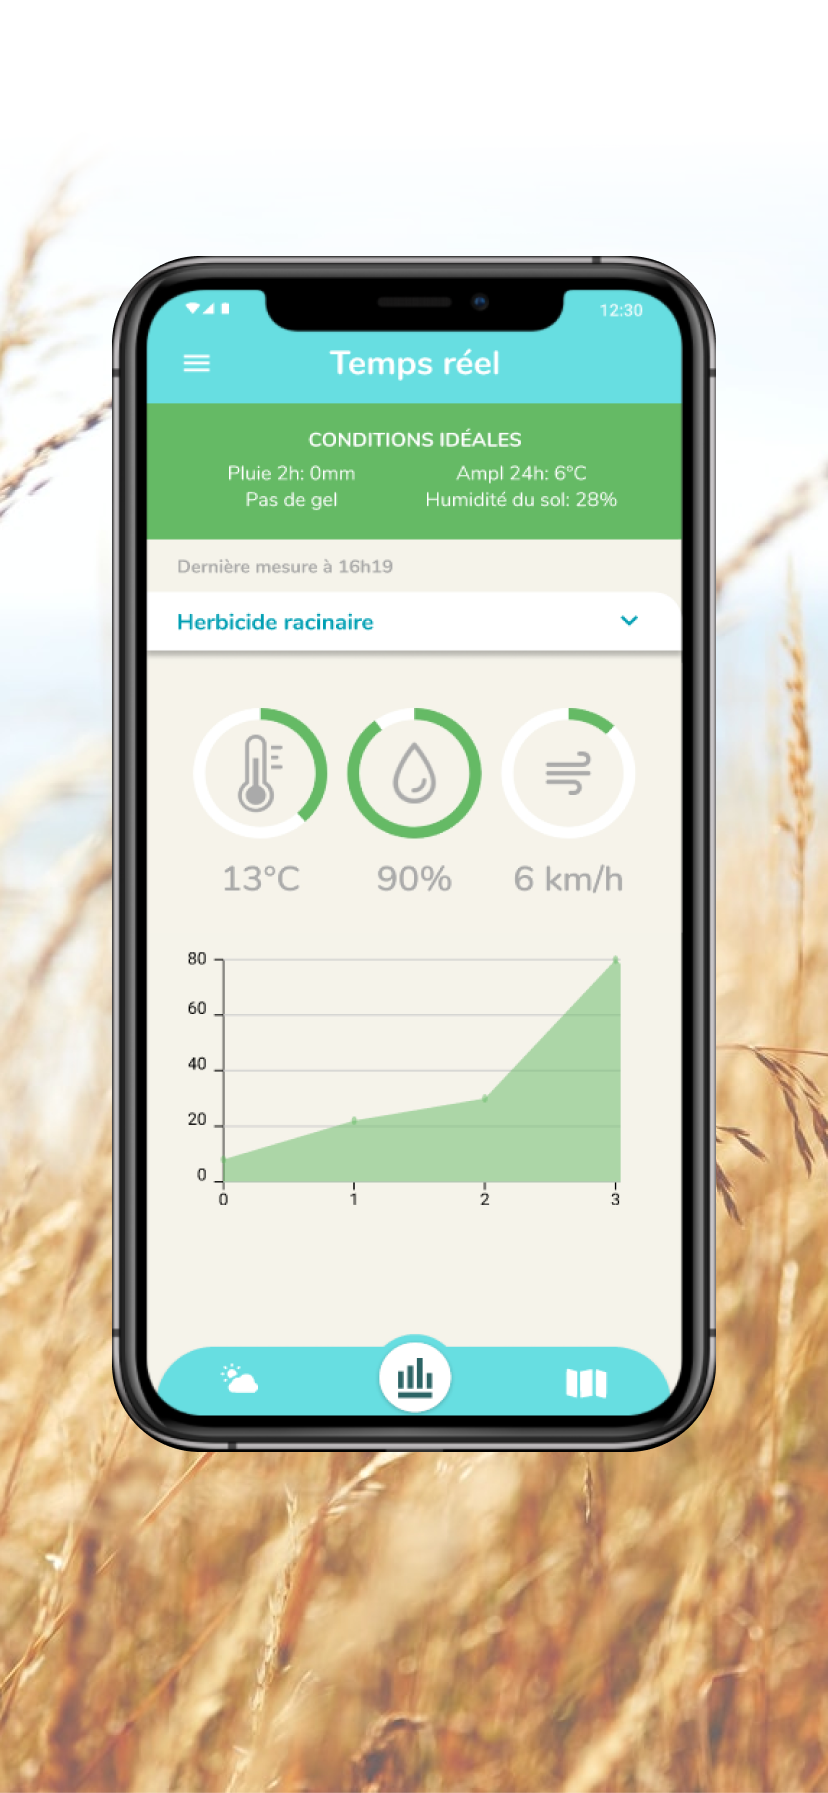 12:30
Temps réel
CONDITIONS IDÉALES
Pluie 2h: 0mm Ampl 24h: 6°C
Pas de gel Humidité du sol: 28%
Dernière mesure à 16h19
Herbicide racinaire
13°C 90% 6 km/h
80
60
40
20
0
0 1 2 3